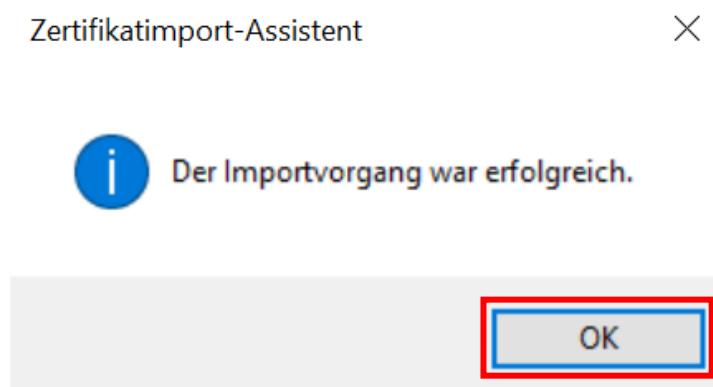 Zertifikatimport-Assistent
Der Importvorgang war erfolgreich.
OK